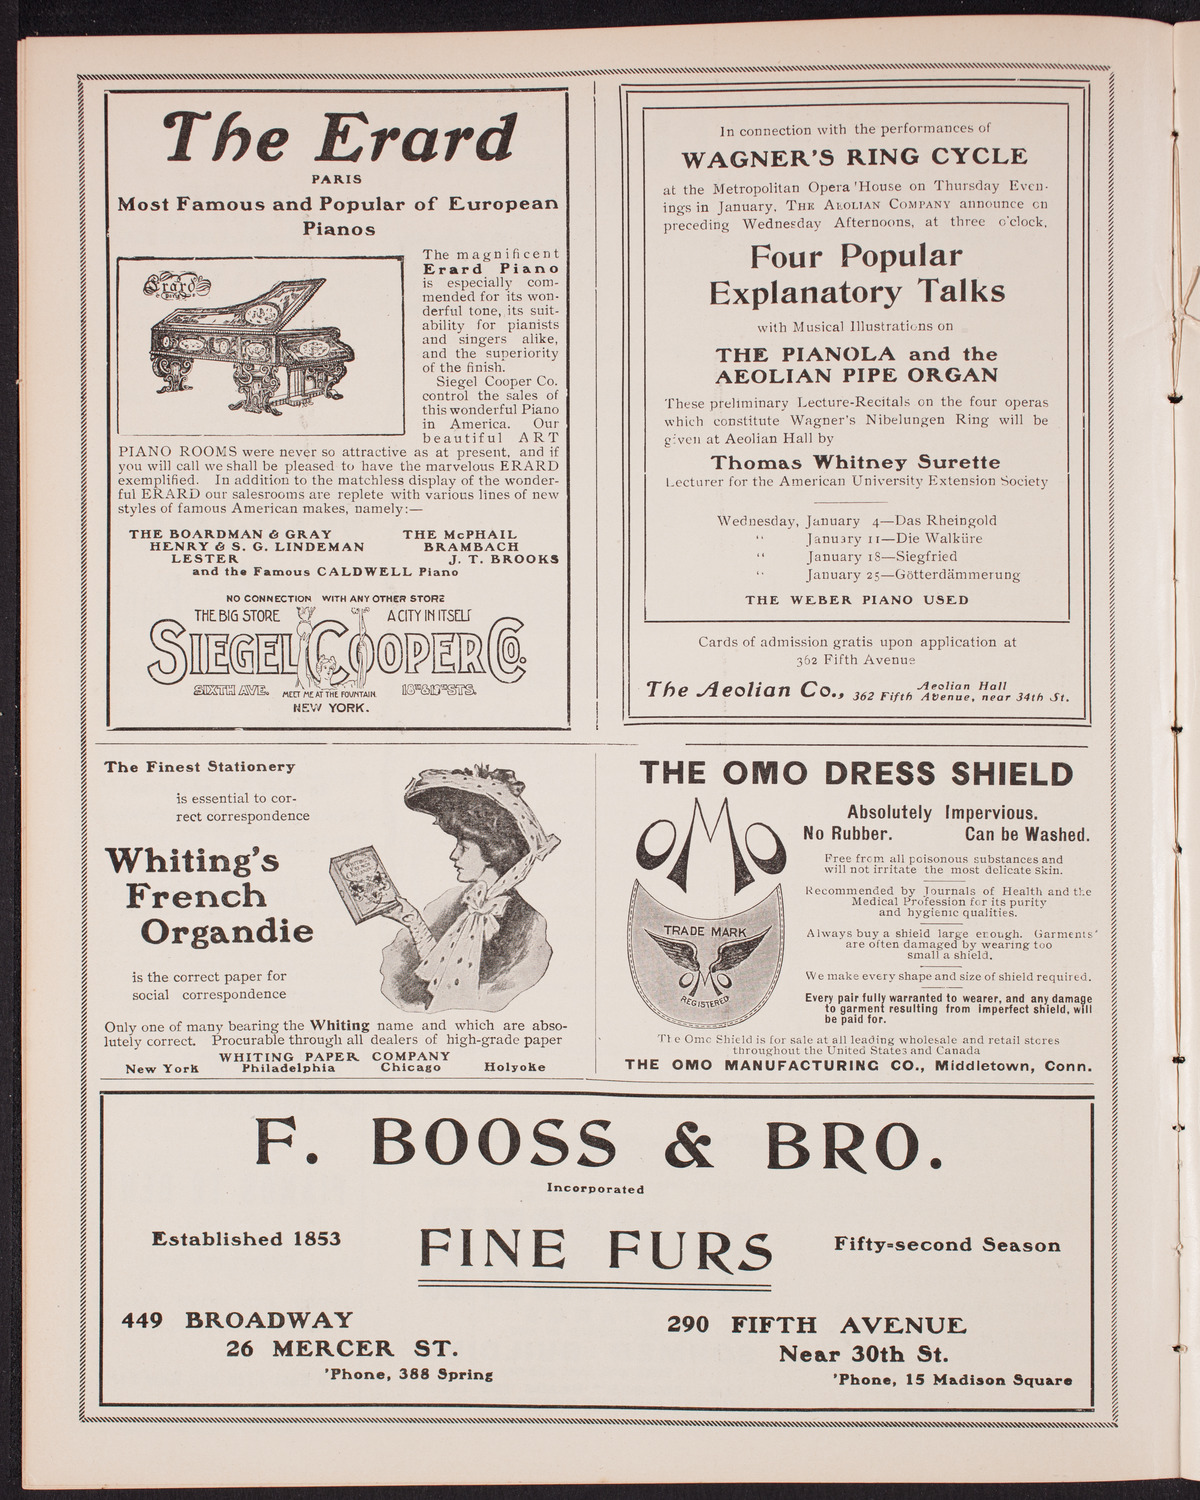 The Erard
PARIS
Most Famous and Popular of European
Pianos
Erard
The magnificent
Erard Piano
is especially com-
mended for its won-
derful tone, its suit-
ability for pianists
and singers alike,
and the superiority
of the finish.
Siegel Cooper Co.
control the sales of
this wonderful Piano
in America. Our
beautiful ART
PIANO ROOMS were never so attractive as at present, and if
you will call we shall be pleased to have the marvelous ERARD
exemplified. In addition to the matchless display of the wonder-
ful ERARD our salesrooms are replete with various lines of new
styles of famous American makes, namely:—
THE BOARDMAN & GRAY THE McPHAIL
HENRY & S. G. LINDEMAN BRAMBACH
LESTER J. T. BROOKS
and the Famous CALDWELL Piano
NO CONNECTION WITH ANY OTHER STORE
THE BIG STORE A CITY IN ITSELF
SIEGEL COOPER CO.
SIXTH AVE. MEET ME AT THE FOUNTAIN. 18TH & 19TH STS.
NEW YORK.
In connection with the performances of
WAGNER'S RING CYCLE
at the Metropolitan Opera House on Thursday Even-
ings in January, THE AEOLIAN COMPANY announce on
preceding Wednesday Afternoons, at three o'clock,
Four Popular
Explanatory Talks
with Musical Illustrations on
THE PIANOLA and the
AEOLIAN PIPE ORGAN
These preliminary Lecture-Recitals on the four operas
which constitute Wagner's Nibelungen Ring will be
given at Aeolian Hall by
Thomas Whitney Surette
Lecturer for the American University Extension Society
Wednesday, January 4—Das Rheingold
" January 11—Die Walküre
" January 18—Siegfried
" January 25—Götterdämmerung
THE WEBER PIANO USED
Cards of admission gratis upon application at
362 Fifth Avenue
The Aeolian Co., Aeolian Hall
362 Fifth Avenue, near 34th St.
The Finest Stationery
is essential to cor-
rect correspondence
Whiting's
French
Organdie
is the correct paper for
social correspondence
WHITING'S
FRENCH
ORGANDIE
Only one of many bearing the Whiting name and which are abso-
lutely correct. Procurable through all dealers of high-grade paper
WHITING PAPER COMPANY
New York Philadelphia Chicago Holyoke
THE OMO DRESS SHIELD
OMO
TRADE MARK
OMO
REGISTERED
Absolutely Impervious.
No Rubber. Can be Washed.
Free from all poisonous substances and
will not irritate the most delicate skin.
Recommended by Journals of Health and the
Medical Profession for its purity
and hygienic qualities.
Always buy a shield large enough. Garments
are often damaged by wearing too
small a shield.
We make every shape and size of shield required.
Every pair fully warranted to wearer, and any damage
to garment resulting from imperfect shield, will
be paid for.
The Omo Shield is for sale at all leading wholesale and retail stores
throughout the United States and Canada
THE OMO MANUFACTURING CO., Middletown, Conn.
F. BOOSS & BRO.
Incorporated
Established 1853 FINE FURS Fifty-second Season
449 BROADWAY
26 MERCER ST.
'Phone, 388 Spring
290 FIFTH AVENUE
Near 30th St.
'Phone, 15 Madison Square